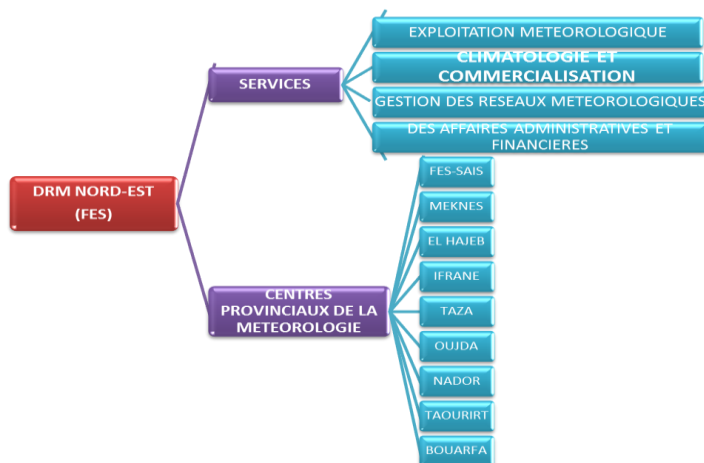 EXPLOITATION METEOROLOGIQUE
CLIMATOLOGIE ET
COMMERCIALISATION
SERVICES
GESTION DES RESEAUX METEOROLOGIQUES
DES AFFAIRES ADMINISTRATIVES ET
FINANCIERES
DRM NORD-EST
(FES)
CENTRES
PROVINCIAUX DE LA
METEOROLOGIE
FES-SAIS
MEKNES
EL HAJEB
IFRANE
TAZA
OUJDA
NADOR
TAOURIRT
BOUARFA